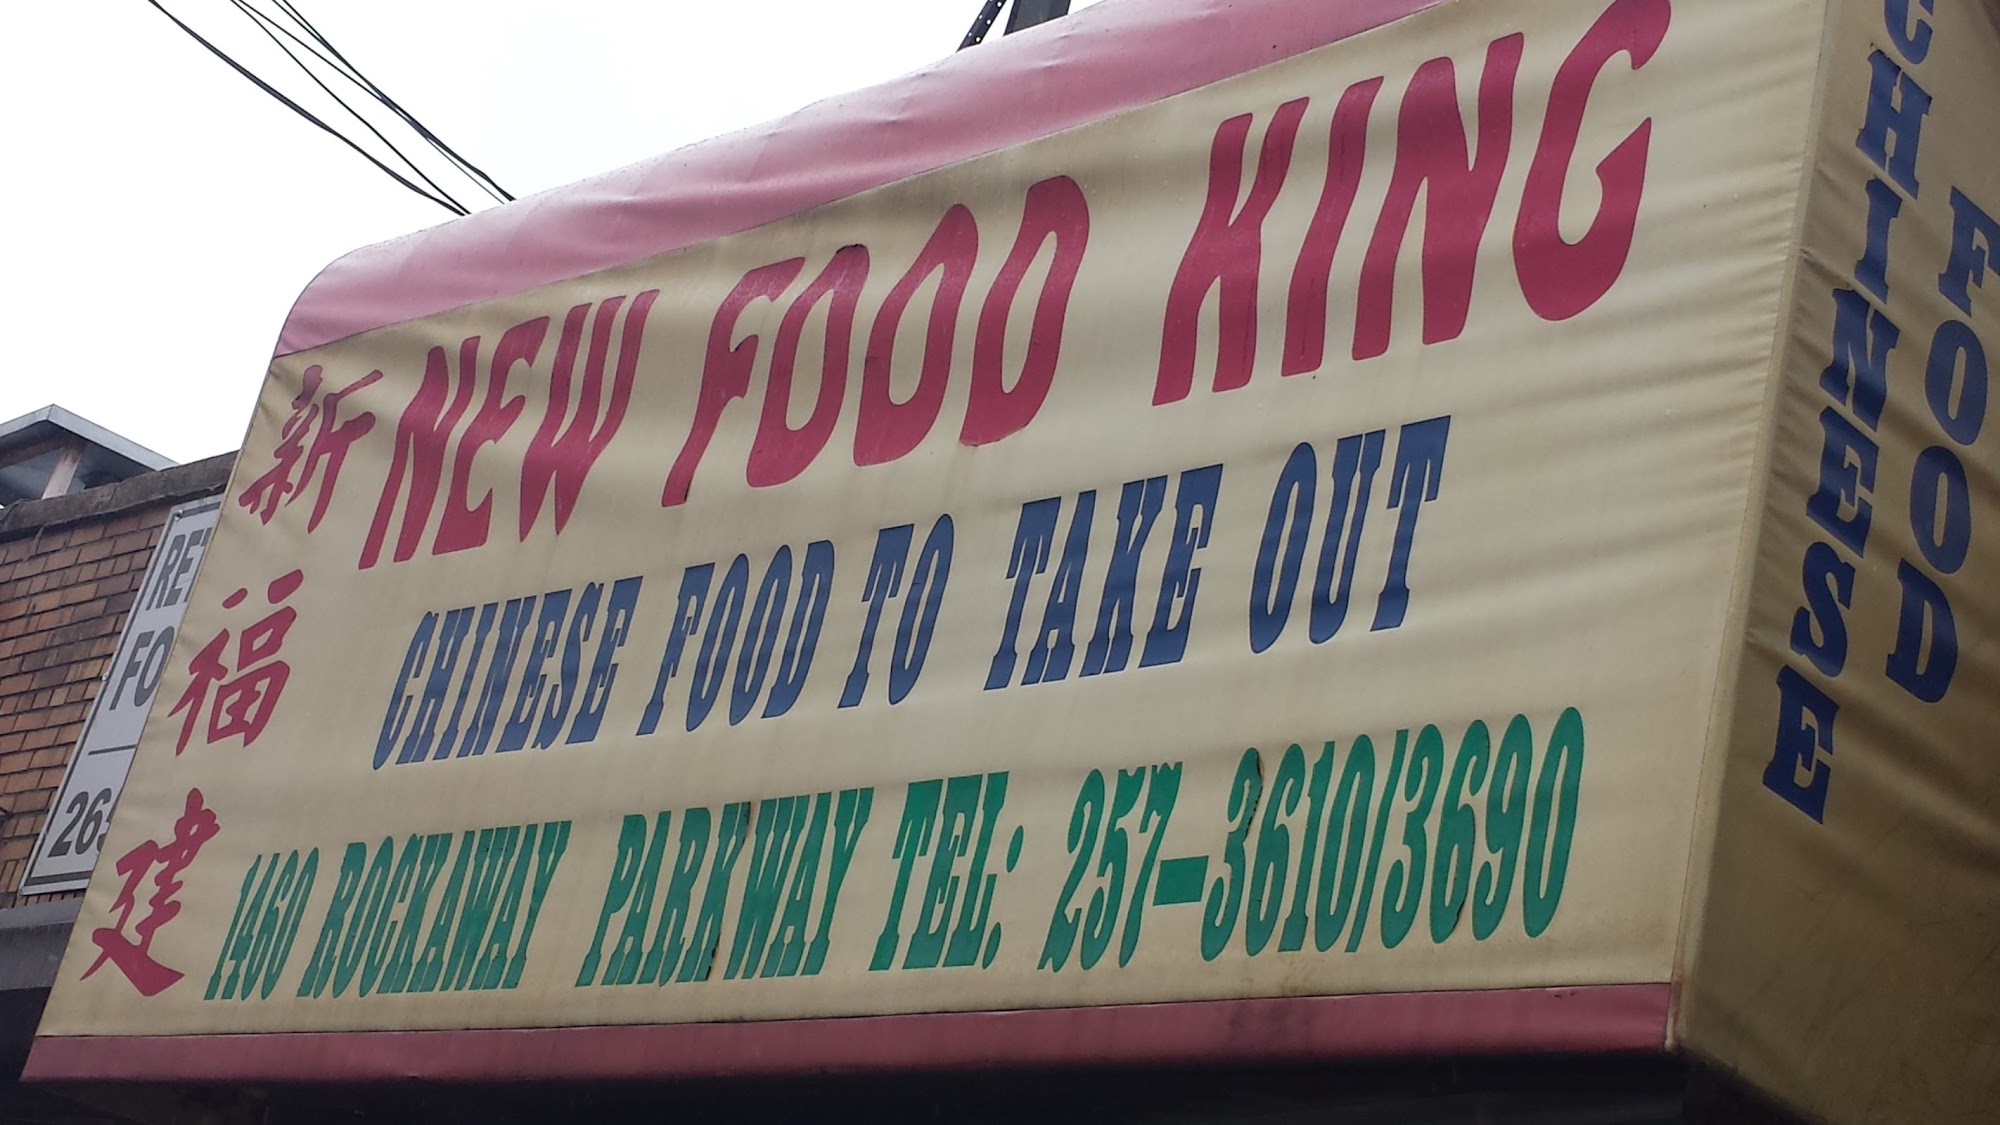 新福建
NEW FOOD KING
CHINESE FOOD TO TAKE OUT
1460 ROCKAWAY PARKWAY TEL: 257-3610/3690
CHINESE
FOOD
FO